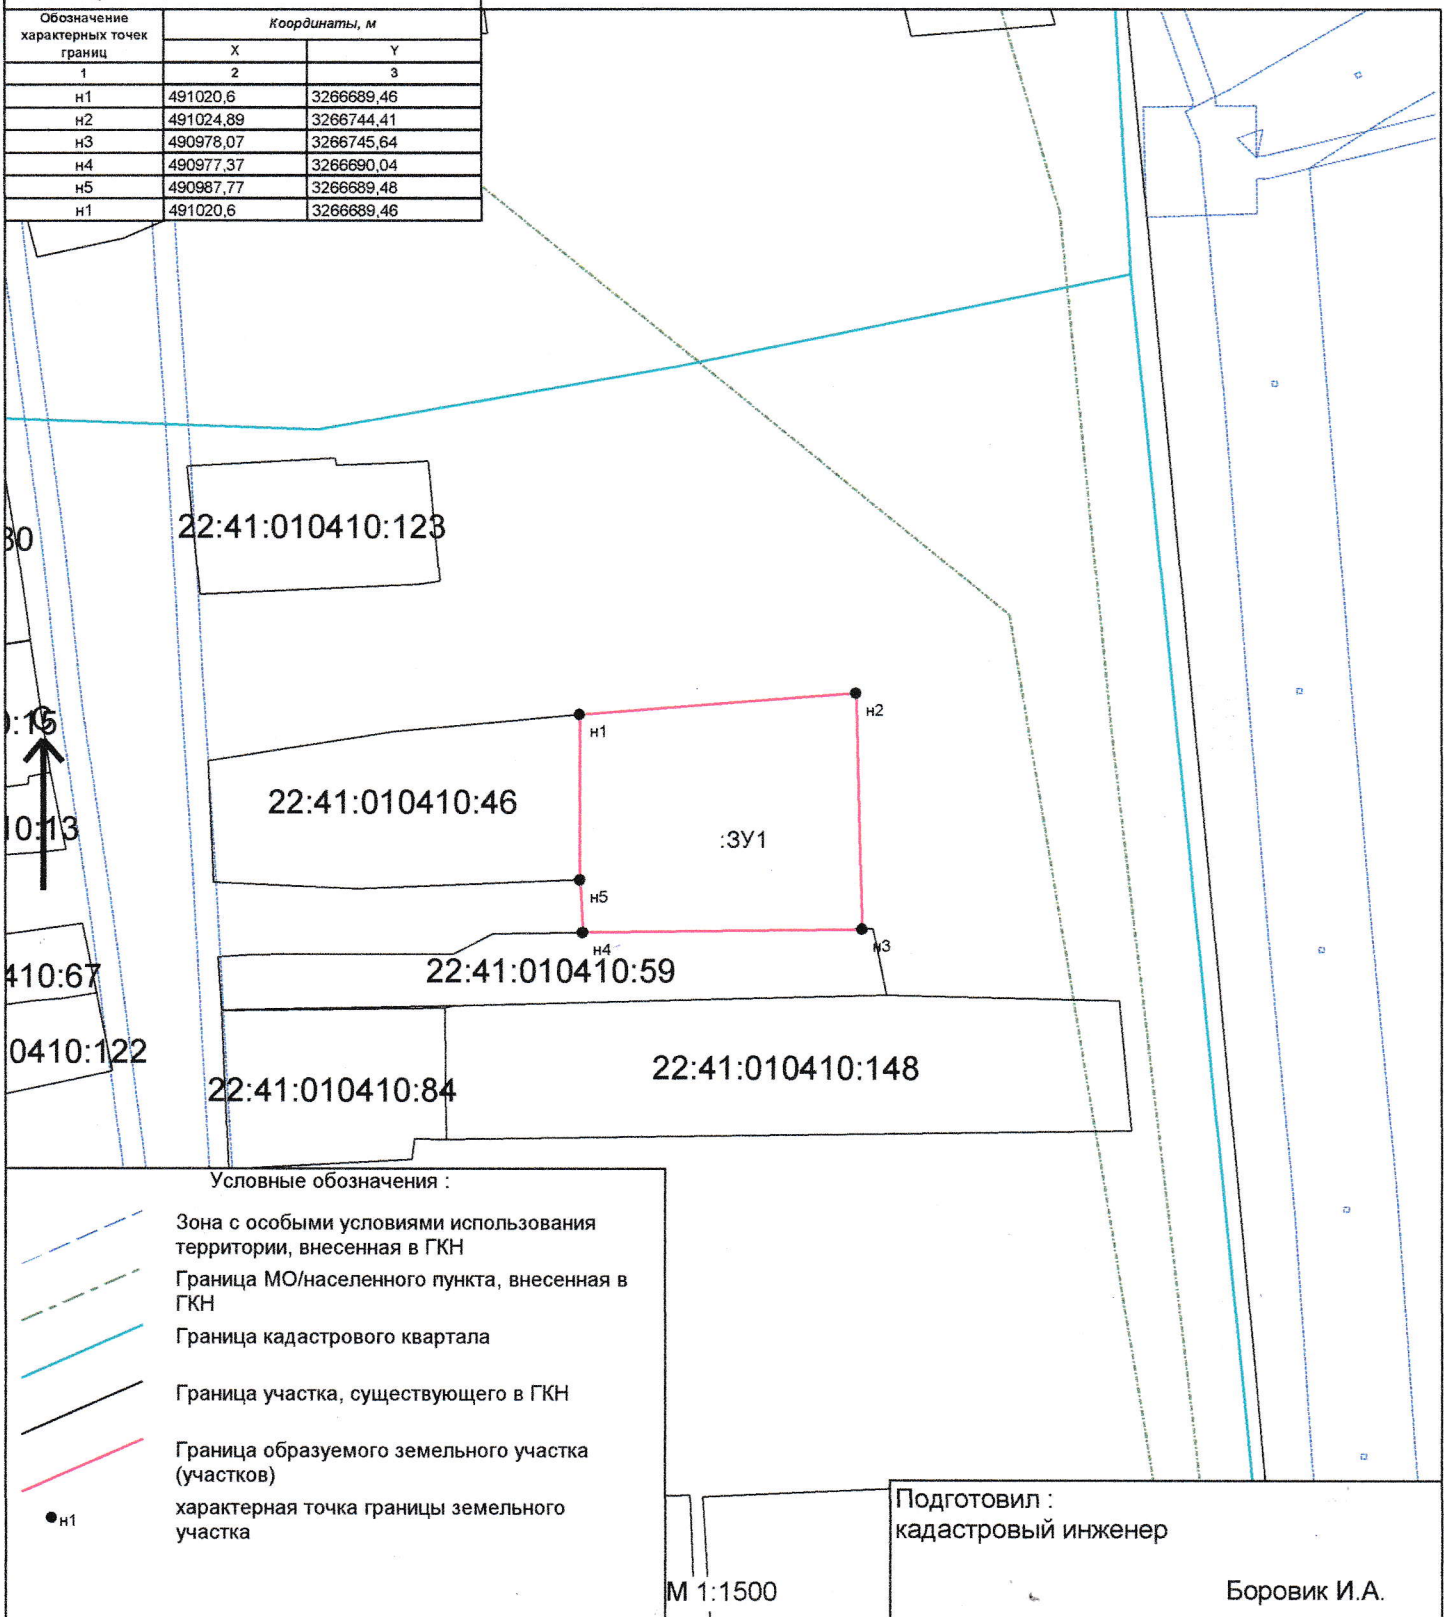 Обозначение
характерных точек
границ
Координаты, м
X Y
1 2 3
н1 491020,6 3266689,46
н2 491024,89 3266744,41
н3 490978,07 3266745,64
н4 490977,37 3266690,04
н5 490987,77 3266689,48
н1 491020,6 3266689,46
22:41:010410:123
30
н2
:15
С
н1
22:41:010410:46
10:13
:ЗУ1
н5
н3
н4
410:67
22:41:010410:59
0410:122
22:41:010410:148
22:41:010410:84
Условные обозначения :
Зона с особыми условиями использования
территории, внесенная в ГКН
Граница МО/населенного пункта, внесенная в
ГКН
Граница кадастрового квартала
Граница участка, существующего в ГКН
Граница образуемого земельного участка
(участков)
н1
характерная точка границы земельного
участка
М 1:1500
Подготовил :
кадастровый инженер
Боровик И.А.